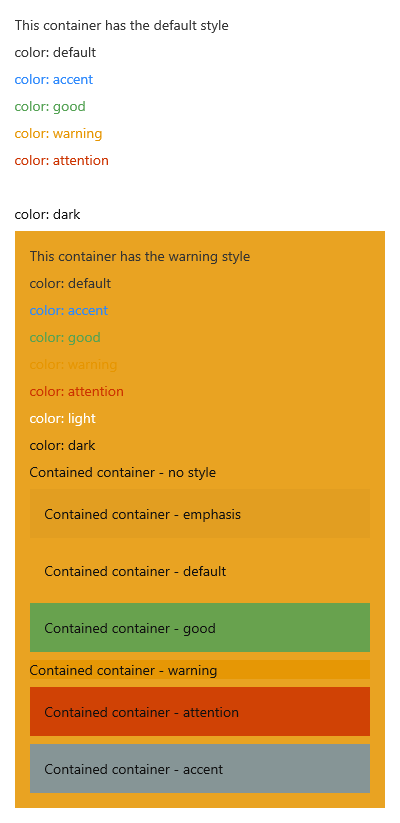 This container has the default style
color: default
color: accent
color: good
color: warning
color: attention
color: dark
This container has the warning style
color: default
color: accent
color: good
color: warning
color: attention
color: light
color: dark
Contained container - no style
Contained container - emphasis
Contained container - default
Contained container - good
Contained container - warning
Contained container - attention
Contained container - accent